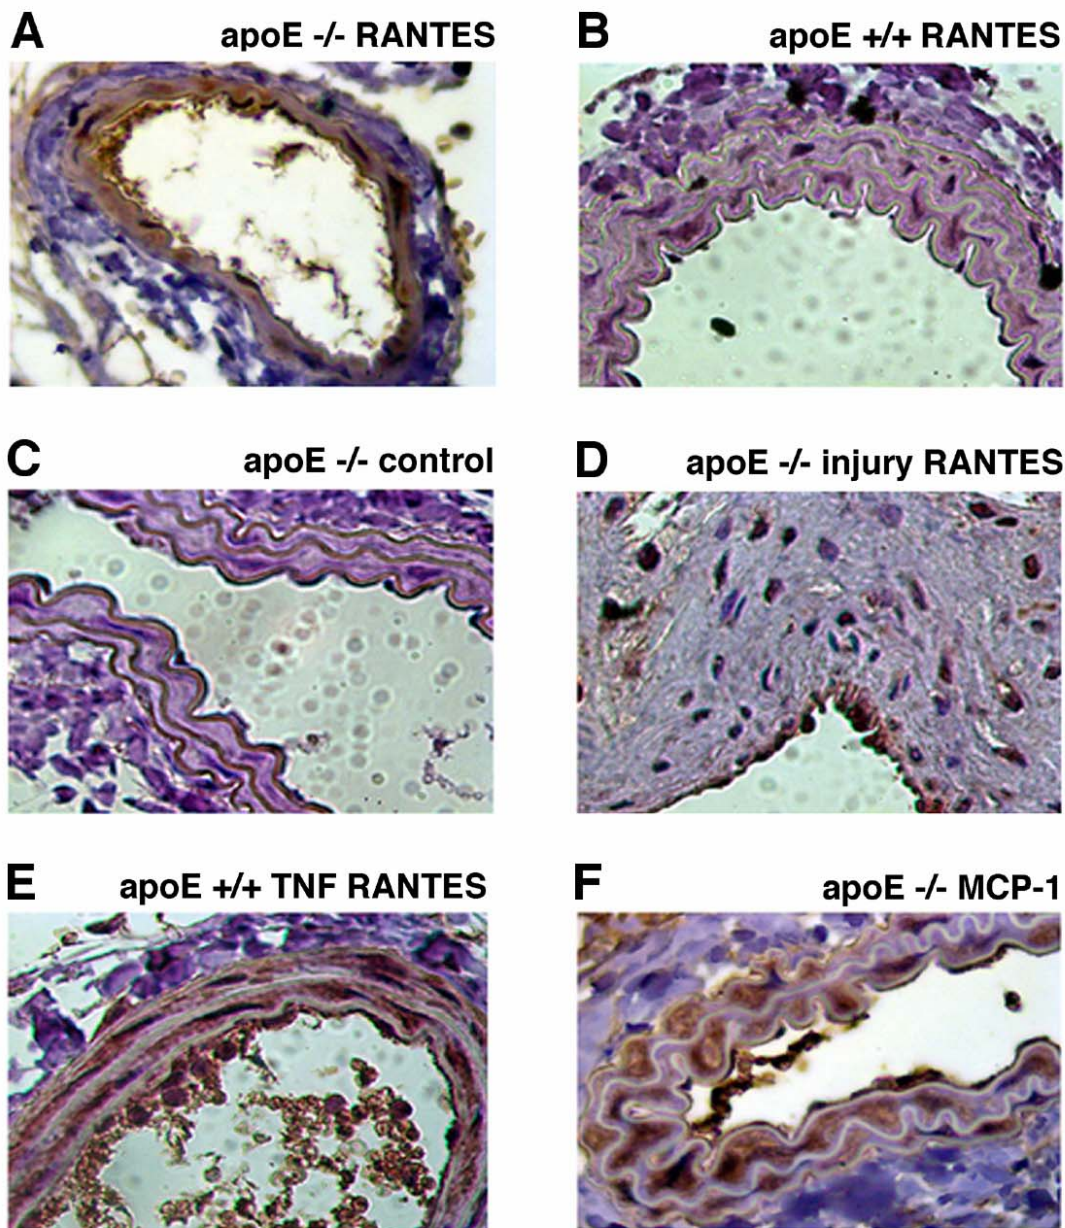 A apoE -/- RANTES
B apoE +/+ RANTES
C apoE -/- control
D apoE -/- injury RANTES
E apoE +/+ TNF RANTES
F apoE -/- MCP-1